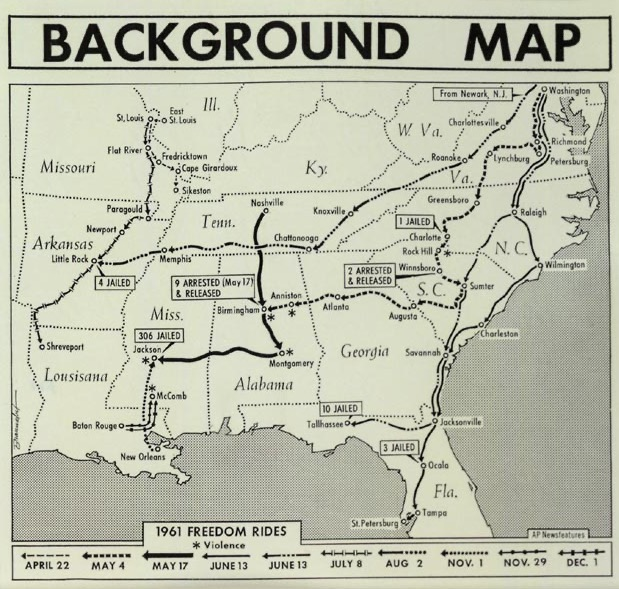 BACKGROUND MAP
From Newark, N.J.
Washington
Ill.
East
St. Louis
St. Louis
W. Va.
Charlottesville
Richmond
Flat River
Fredricktown
Lynchburg
Petersburg
Missouri
Cape Girardoux
Ky.
Roanoke
Va.
Sikeston
Greensboro
Nashville
Paragould
Knoxville
Raleigh
Tenn.
1 JAILED
Newport
Charlotte
Chattanooga
N.C.
Arkansas
Rock Hill
Little Rock
Memphis
Winnsboro
Wilmington
2 ARRESTED
& RELEASED
4 JAILED
9 ARRESTED (May 17)
& RELEASED
Sumter
Anniston
S.C.
Miss.
Birmingham
Atlanta
Augusta
306 JAILED
Charleston
Jackson
Shreveport
Montgomery
Georgia
Savannah
Lousisana
Alabama
McComb
10 JAILED
Baton Rouge
Tallhassee
Jacksonville
New Orleans
3 JAILED
Ocala
Fla.
Tampa
St. Petersburg
1961 FREEDOM RIDES
* Violence
AP Newsfeatures
APRIL 22 MAY 4 MAY 17 JUNE 13 JUNE 13 JULY 8 AUG 2 NOV. 1 NOV. 29 DEC. 1